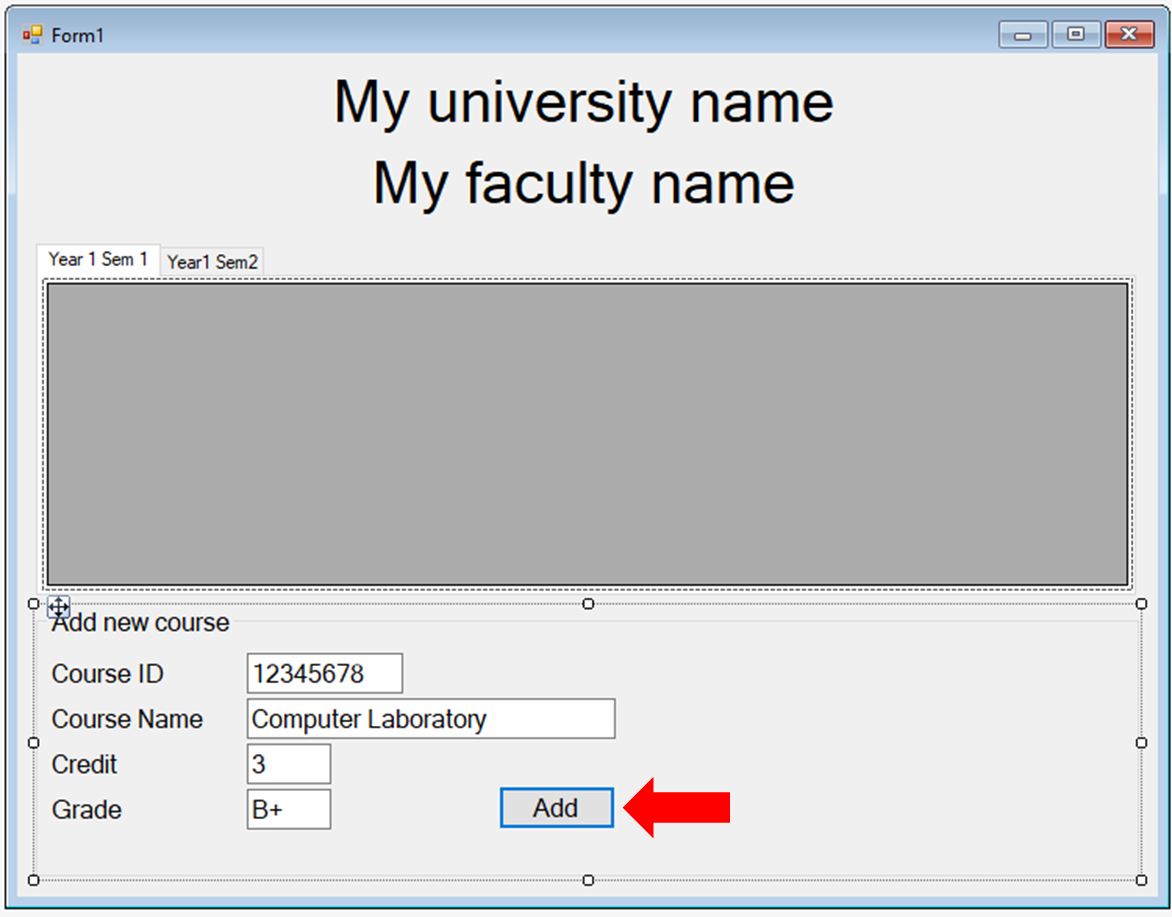 Form1
My university name
My faculty name
Year 1 Sem 1 Year1 Sem2
Add new course
Course ID 12345678
Course Name Computer Laboratory
Credit 3
Grade B+ Add